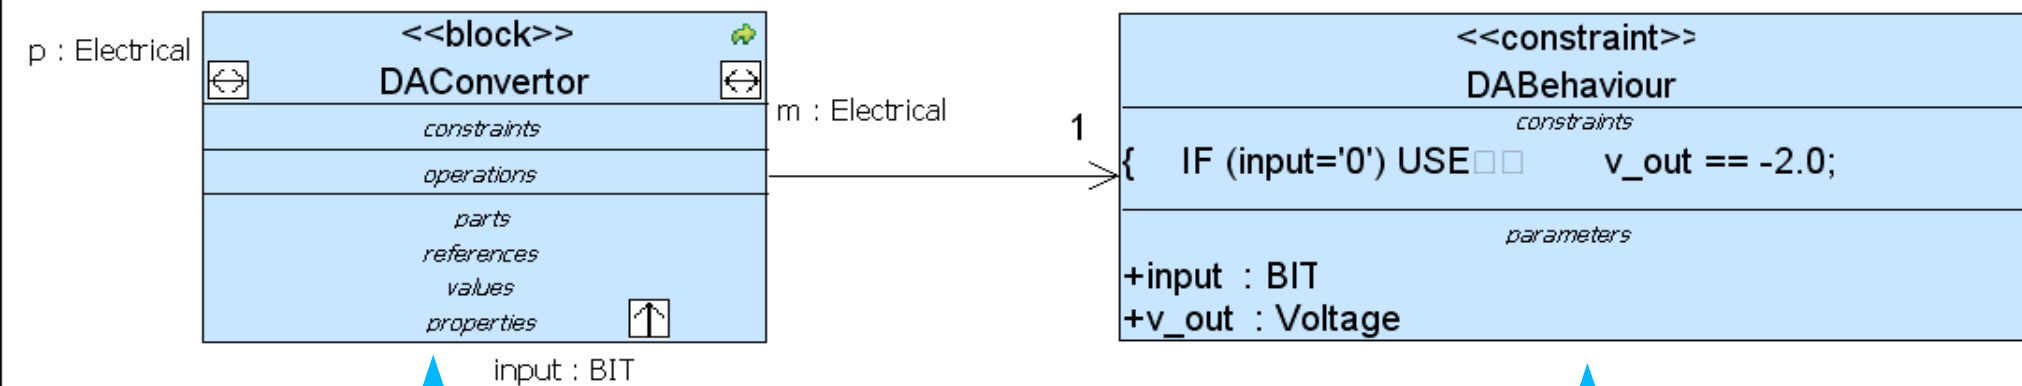 p : Electrical
<<block>>
DAConvertor
constraints
operations
parts
references
values
properties
input : BIT
m : Electrical
1
<<constraint>>
DABehaviour
constraints
{ IF (input='0') USE□□ v_out == -2.0;
parameters
+input : BIT
+v_out : Voltage